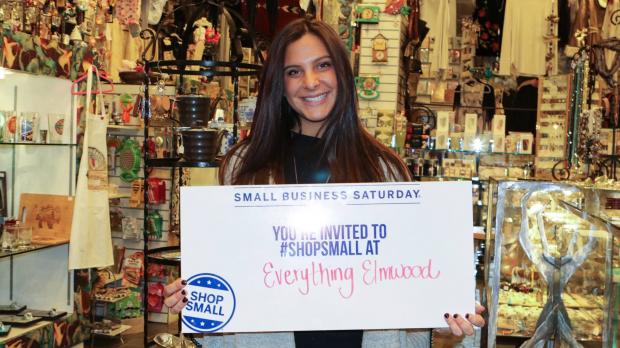 SMALL BUSINESS SATURDAY
YOU'RE INVITED TO
#SHOPSMALL AT
Everything Elmwood
SHOP
SMALL